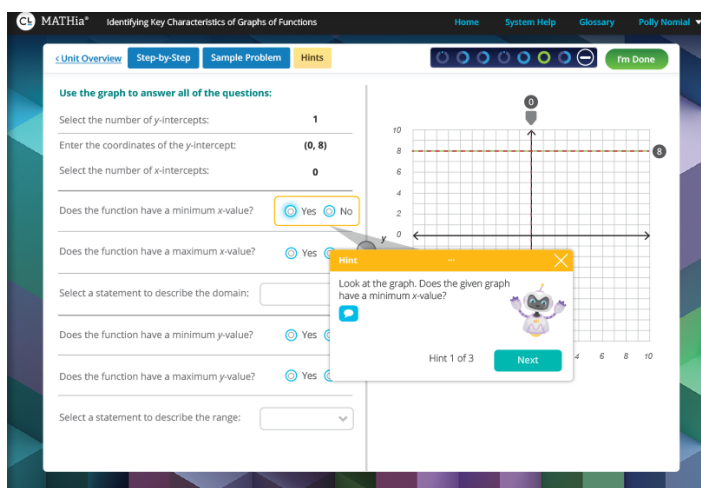 CL MATHia® Identifying Key Characteristics of Graphs of Functions Home System Help Glossary Polly Nomial
< Unit Overview Step-by-Step Sample Problem Hints I'm Done
Use the graph to answer all of the questions:
Select the number of y-intercepts: 1
Enter the coordinates of the y-intercept: (0, 8)
Select the number of x-intercepts: 0
Does the function have a minimum x-value? Yes No
Does the function have a maximum x-value? Yes
Select a statement to describe the domain:
Does the function have a minimum y-value? Yes
Does the function have a maximum y-value? Yes
Select a statement to describe the range:
0
10
8 8
6
4
2
y 0
Hint ...
Look at the graph. Does the given graph
have a minimum x-value?
Hint 1 of 3 Next
4 6 8 10